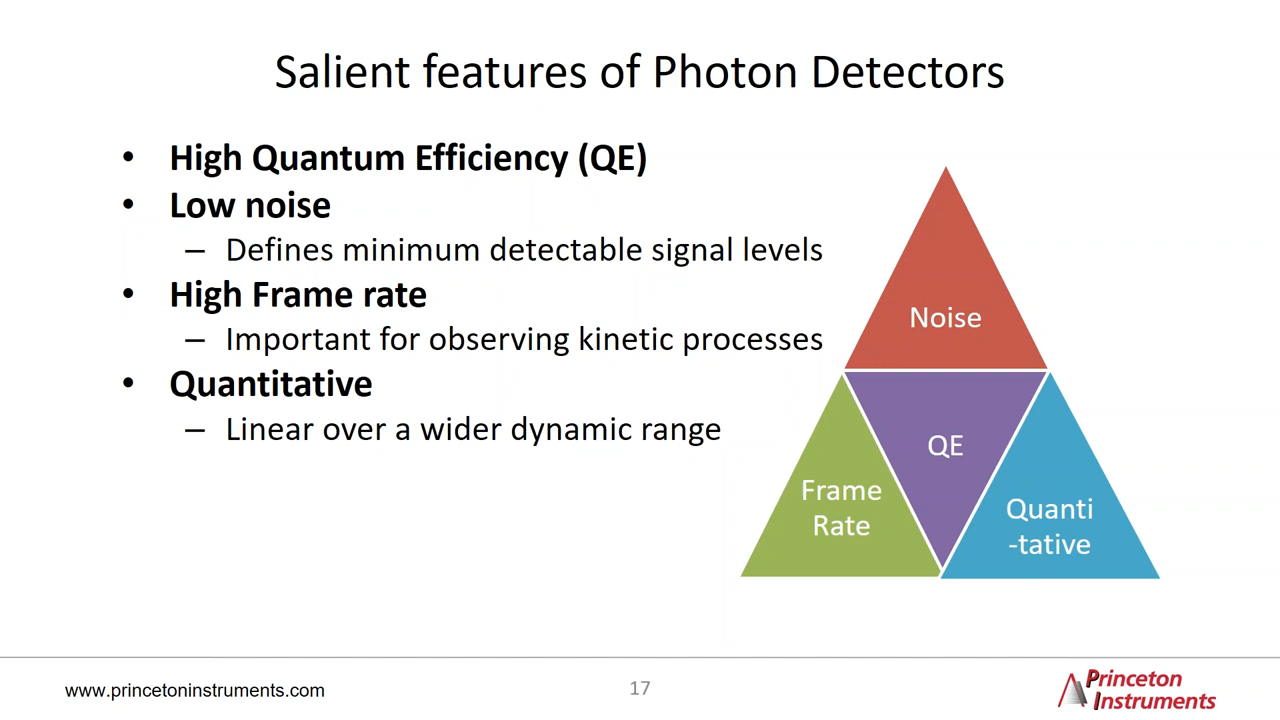 Salient features of Photon Detectors
• High Quantum Efficiency (QE)
• Low noise
– Defines minimum detectable signal levels
• High Frame rate
– Important for observing kinetic processes
• Quantitative
– Linear over a wider dynamic range
Noise
QE
Frame
Rate
Quanti
-tative
www.princetoninstruments.com
17
Princeton
Instruments